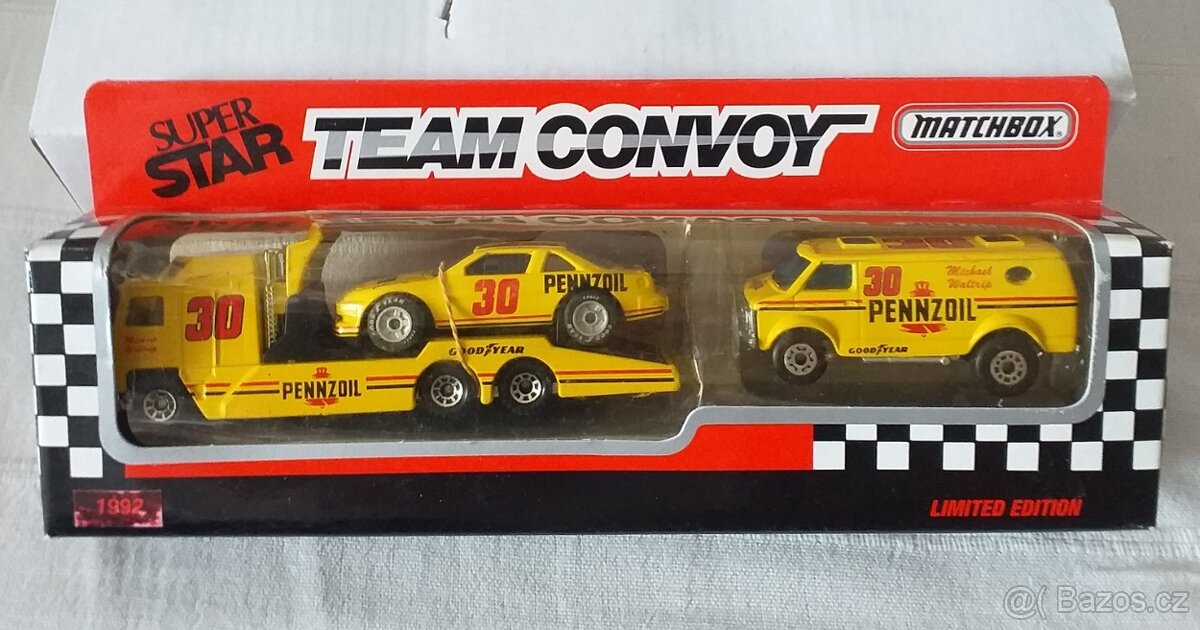 SUPER
STAR
TEAM CONVOY
MATCHBOX
30
30
PENNZOIL
30
Michael
Waltrip
30
PENNZOIL
GOODYEAR
GOODYEAR
PENNZOIL
1992
LIMITED EDITION
@( Bazos.cz